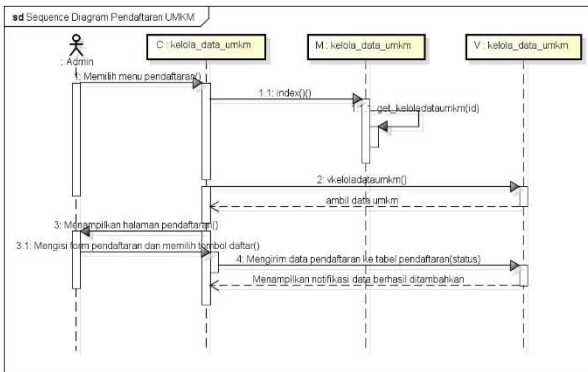 sd Sequence Diagram Pendaftaran UMKM
: Admin
C : kelola_data_umkm
M : kelola_data_umkm
V : kelola_data_umkm
1: Memilih menu pendaftaran()
1.1: index()()
get_keloladataumkm(id)
2: vkeloladataumkm()
ambil data umkm
3: Menampilkan halaman pendaftaran()
3.1: Mengisi form pendaftaran dan memilih tombol daftar()
4: Mengirim data pendaftaran ke tabel pendaftaran(status)
Menampilkan notifikasi data berhasil ditambahkan